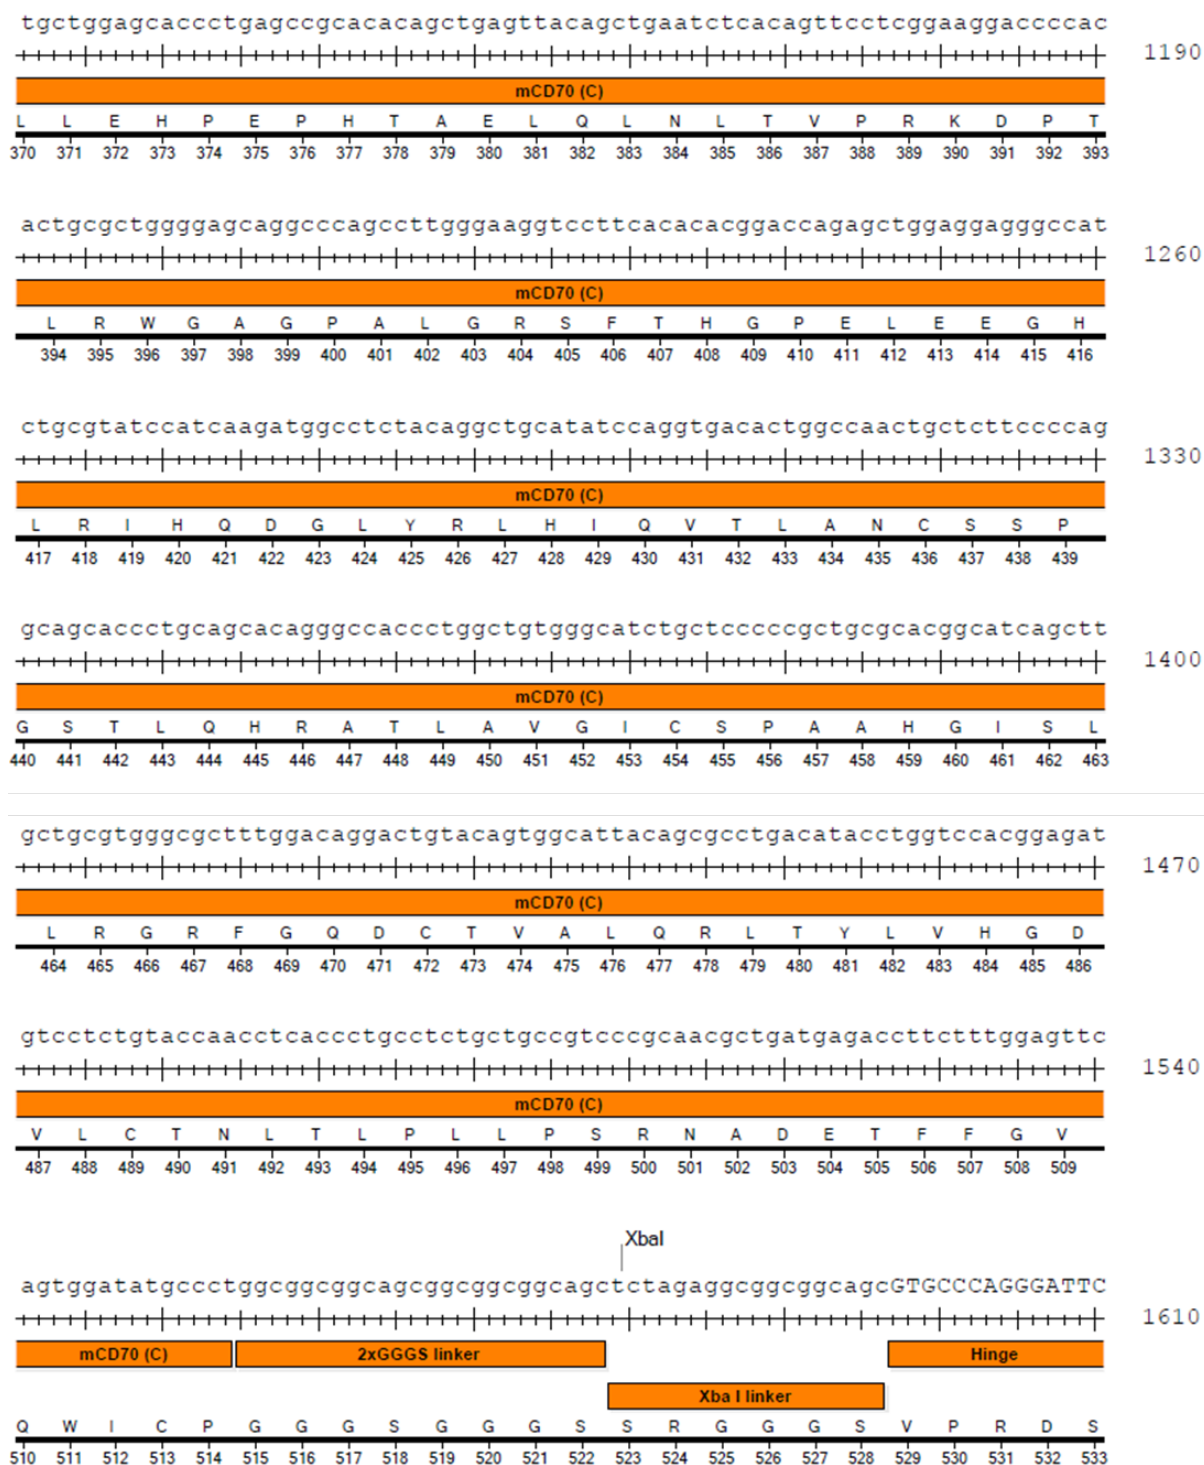 tgctggagcaccctgagccgcacacagctgagttacagctgaatctcacagttcctcggaaggaccccac 1190
mCD70 (C)
L L E H P E P H T A E L Q L N L T V P R K D P T
370 371 372 373 374 375 376 377 378 379 380 381 382 383 384 385 386 387 388 389 390 391 392 393
actgcgctggggagcaggcccagccttgggaaggtccttcacacacggaccagagctggaggagggccat 1260
mCD70 (C)
L R W G A G P A L G R S F T H G P E L E E G H
394 395 396 397 398 399 400 401 402 403 404 405 406 407 408 409 410 411 412 413 414 415 416
ctgcgtatccatcaagatggcctctacaggctgcatatccaggtgacactggccaactgctcttccccag 1330
mCD70 (C)
L R I H Q D G L Y R L H I Q V T L A N C S S P
417 418 419 420 421 422 423 424 425 426 427 428 429 430 431 432 433 434 435 436 437 438 439
gcagcaccctgcagcacagggccaccctggctgtgggcatctgctcccccgctgcgcacggcatcagctt 1400
mCD70 (C)
G S T L Q H R A T L A V G I C S P A A H G I S L
440 441 442 443 444 445 446 447 448 449 450 451 452 453 454 455 456 457 458 459 460 461 462 463
gctgcgtgggcgctttggacaggactgtacagtggcattacagcgcctgacatacctggtccacggagat 1470
mCD70 (C)
L R G R F G Q D C T V A L Q R L T Y L V H G D
464 465 466 467 468 469 470 471 472 473 474 475 476 477 478 479 480 481 482 483 484 485 486
gtcctctgtaccaacctcaccctgcctctgctgccgtcccgcaacgctgatgagaccttctttggagttc 1540
mCD70 (C)
V L C T N L T L P L L P S R N A D E T F F G V
487 488 489 490 491 492 493 494 495 496 497 498 499 500 501 502 503 504 505 506 507 508 509
XbaI
agtggatatgccctggcggcggcagcggcggcggcagctctagaggcggcggcagcGTGCCCAGGGATTC 1610
mCD70 (C) 2xGGGS linker Hinge
Xba I linker
Q W I C P G G G S G G G S S R G G G S V P R D S
510 511 512 513 514 515 516 517 518 519 520 521 522 523 524 525 526 527 528 529 530 531 532 533